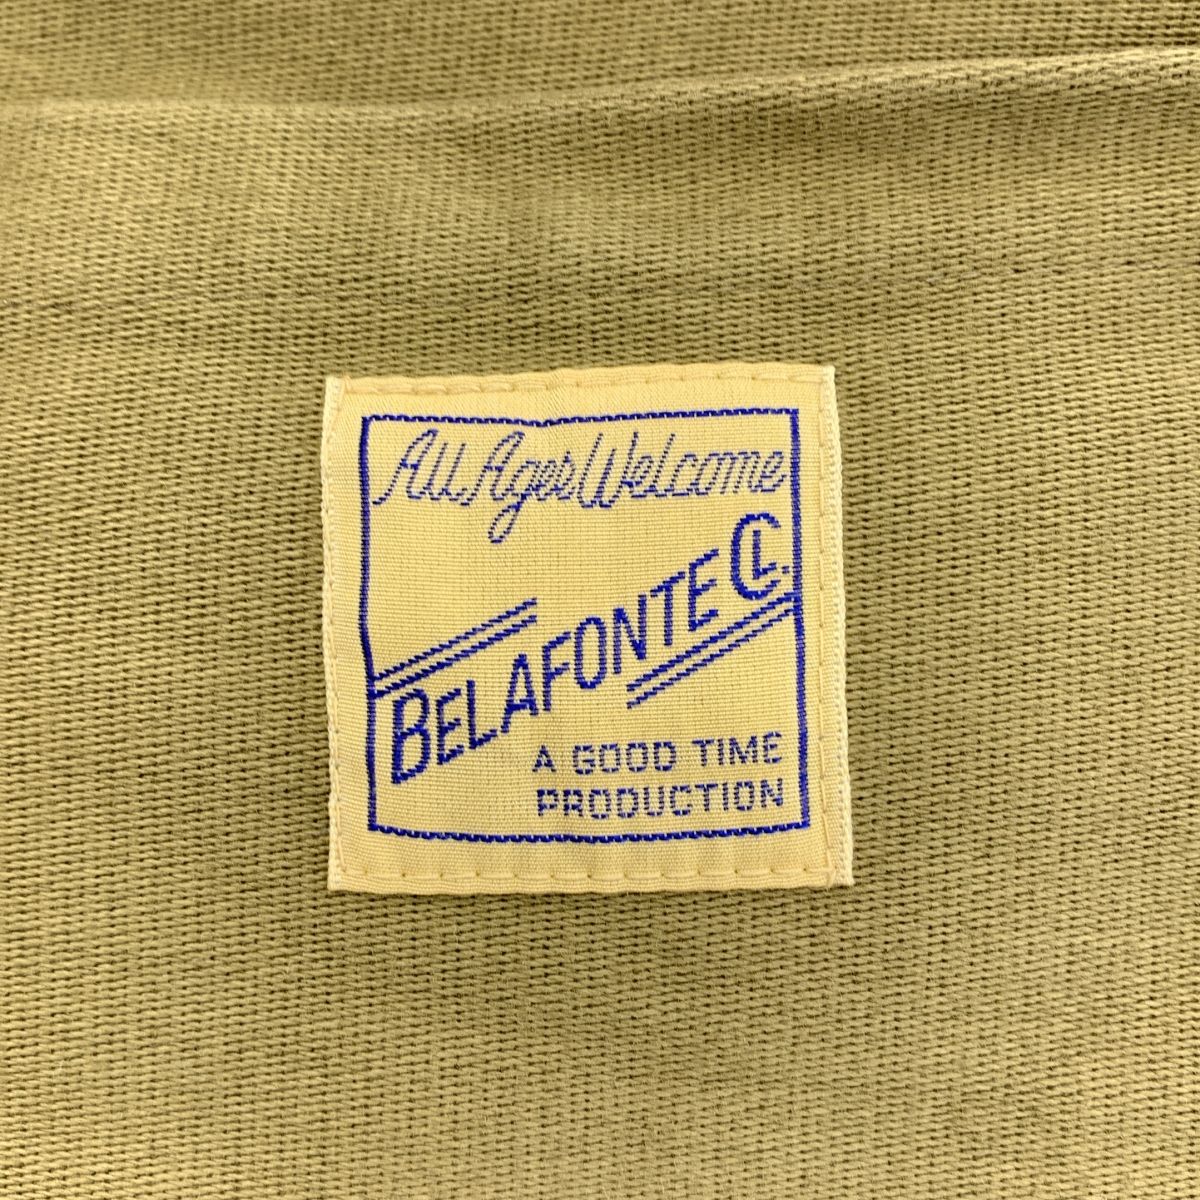 All Ages Welcome
BELAFONTE CL.
A GOOD TIME
PRODUCTION